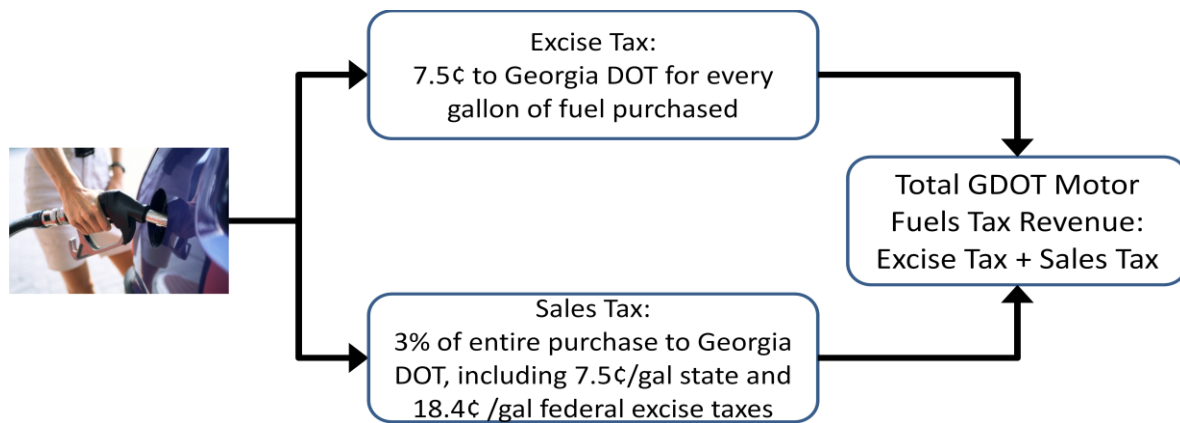 Excise Tax:
7.5¢ to Georgia DOT for every
gallon of fuel purchased
Total GDOT Motor
Fuels Tax Revenue:
Excise Tax + Sales Tax
Sales Tax:
3% of entire purchase to Georgia
DOT, including 7.5¢/gal state and
18.4¢ /gal federal excise taxes